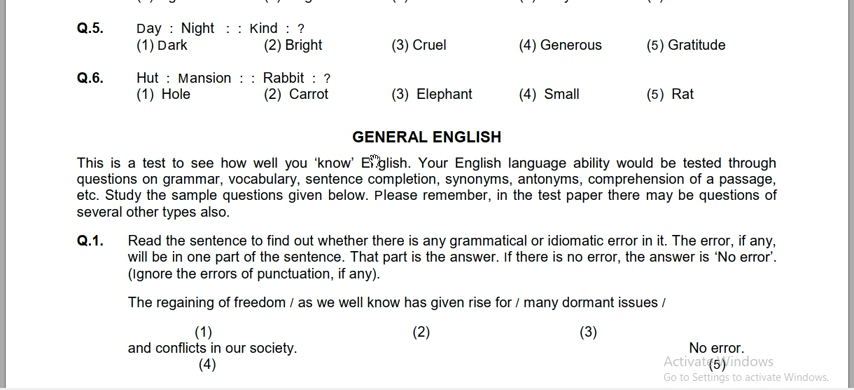 Q.5. Day : Night : : Kind : ?
(1) Dark (2) Bright (3) Cruel (4) Generous (5) Gratitude
Q.6. Hut : Mansion : : Rabbit : ?
(1) Hole (2) Carrot (3) Elephant (4) Small (5) Rat
GENERAL ENGLISH
This is a test to see how well you ‘know’ English. Your English language ability would be tested through
questions on grammar, vocabulary, sentence completion, synonyms, antonyms, comprehension of a passage,
etc. Study the sample questions given below. Please remember, in the test paper there may be questions of
several other types also.
Q.1. Read the sentence to find out whether there is any grammatical or idiomatic error in it. The error, if any,
will be in one part of the sentence. That part is the answer. If there is no error, the answer is ‘No error’.
(Ignore the errors of punctuation, if any).
The regaining of freedom / as we well know has given rise for / many dormant issues /
(1) (2) (3)
and conflicts in our society. No error.
(4) (5)
Activate Windows
Go to Settings to activate Windows.